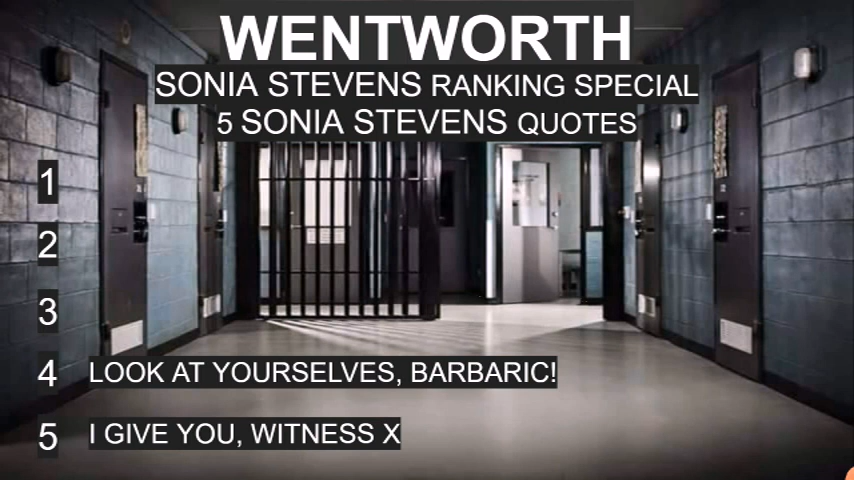 WENTWORTH
SONIA STEVENS RANKING SPECIAL
5 SONIA STEVENS QUOTES
1
2
3
4 LOOK AT YOURSELVES, BARBARIC!
5 I GIVE YOU, WITNESS X